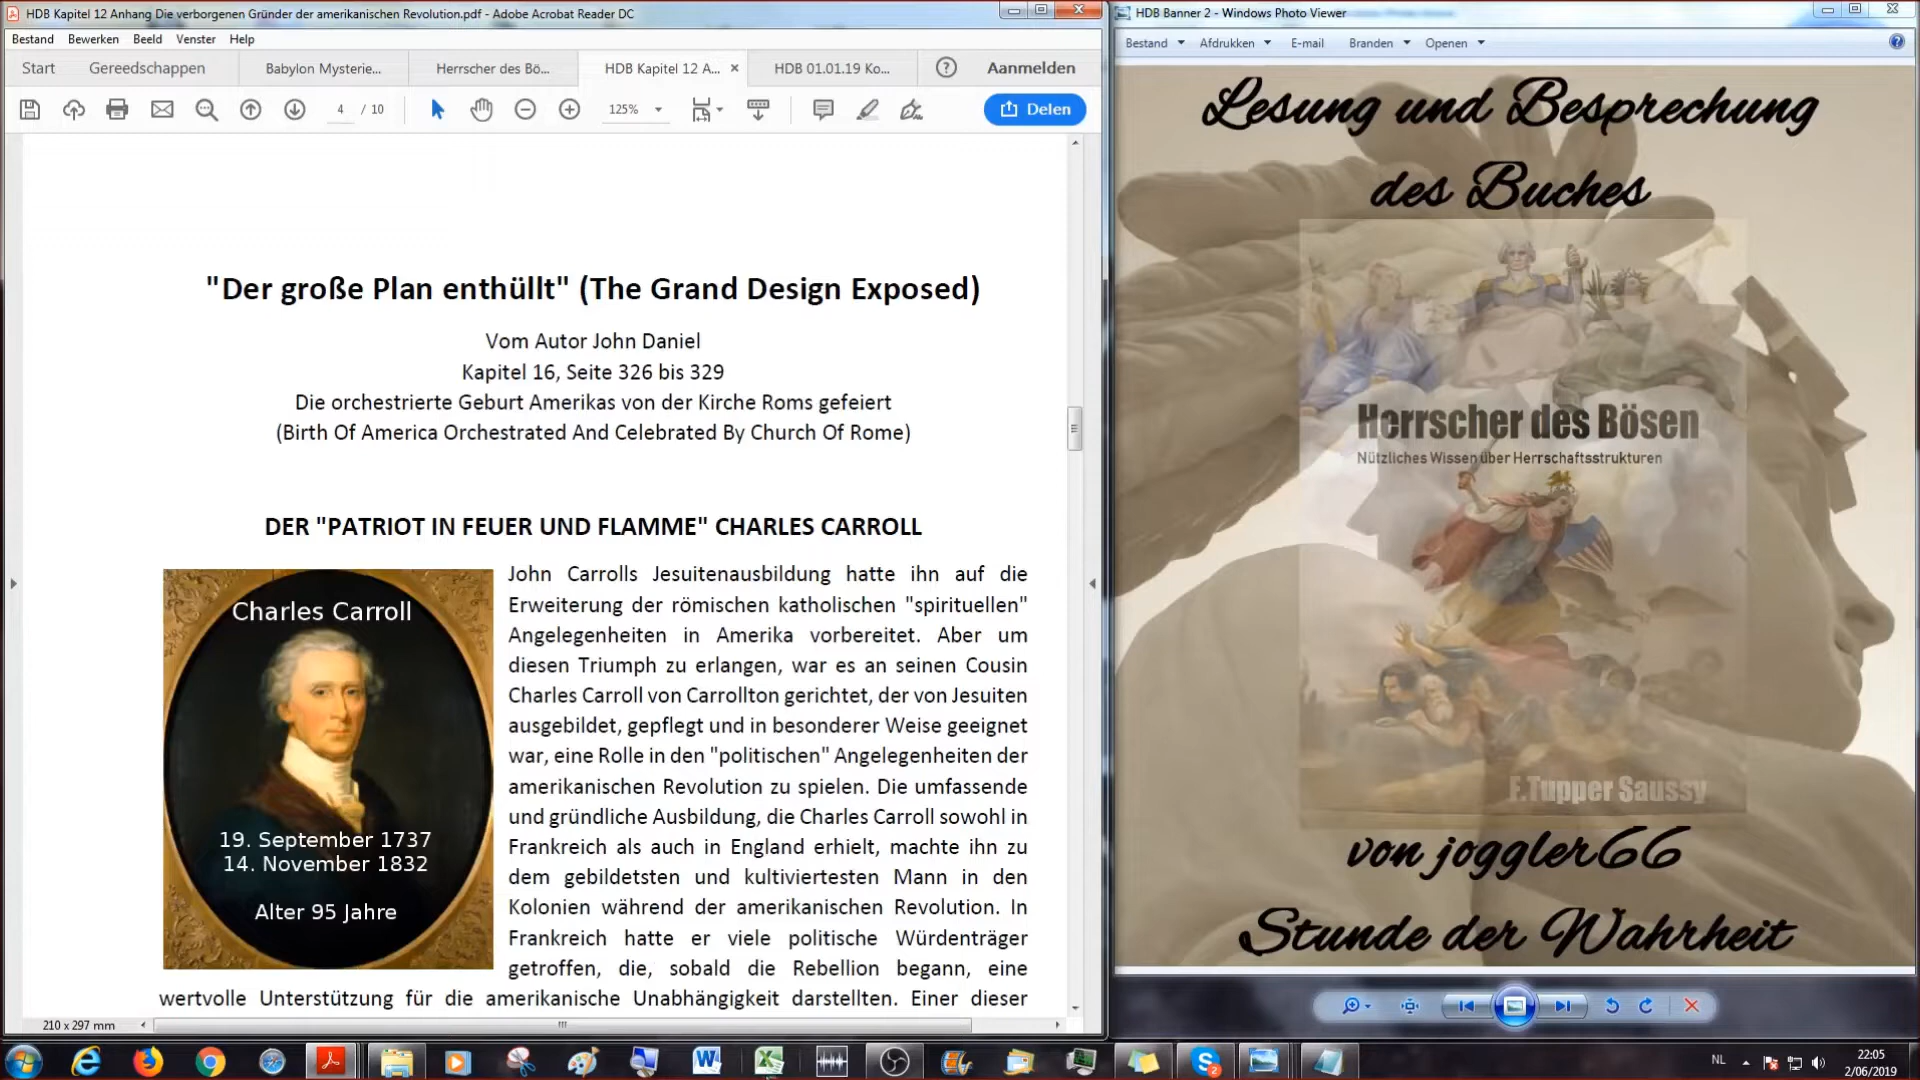 HDB Kapitel 12 Anhang Die verborgenen Gründer der amerikanischen Revolution.pdf - Adobe Acrobat Reader DC
Bestand Bewerken Beeld Venster Help
Start Gereedschappen Babylon Mysterie... Herrscher des Bö... HDB Kapitel 12 A... HDB 01.01.19 Ko... Aanmelden
4 / 10 125% Delen
"Der große Plan enthüllt" (The Grand Design Exposed)
Vom Autor John Daniel
Kapitel 16, Seite 326 bis 329
Die orchestrierte Geburt Amerikas von der Kirche Roms gefeiert
(Birth Of America Orchestrated And Celebrated By Church Of Rome)
DER "PATRIOT IN FEUER UND FLAMME" CHARLES CARROLL
Charles Carroll
19. September 1737
14. November 1832
Alter 95 Jahre
John Carrolls Jesuitenausbildung hatte ihn auf die
Erweiterung der römischen katholischen "spirituellen"
Angelegenheiten in Amerika vorbereitet. Aber um
diesen Triumph zu erlangen, war es an seinen Cousin
Charles Carroll von Carrollton gerichtet, der von Jesuiten
ausgebildet, gepflegt und in besonderer Weise geeignet
war, eine Rolle in den "politischen" Angelegenheiten der
amerikanischen Revolution zu spielen. Die umfassende
und gründliche Ausbildung, die Charles Carroll sowohl in
Frankreich als auch in England erhielt, machte ihn zu
dem gebildetsten und kultiviertesten Mann in den
Kolonien während der amerikanischen Revolution. In
Frankreich hatte er viele politische Würdenträger
getroffen, die, sobald die Rebellion begann, eine
wertvolle Unterstützung für die amerikanische Unabhängigkeit darstellten. Einer dieser
210 x 297 mm
HDB Banner 2 - Windows Photo Viewer
Bestand Afdrukken E-mail Branden Openen
Lesung und Besprechung
des Buches
Herrscher des Bösen
Nützliches Wissen über Herrschaftsstrukturen
F.Tupper Saussy
von joggler66
Stunde der Wahrheit
NL
22:05
2/06/2019